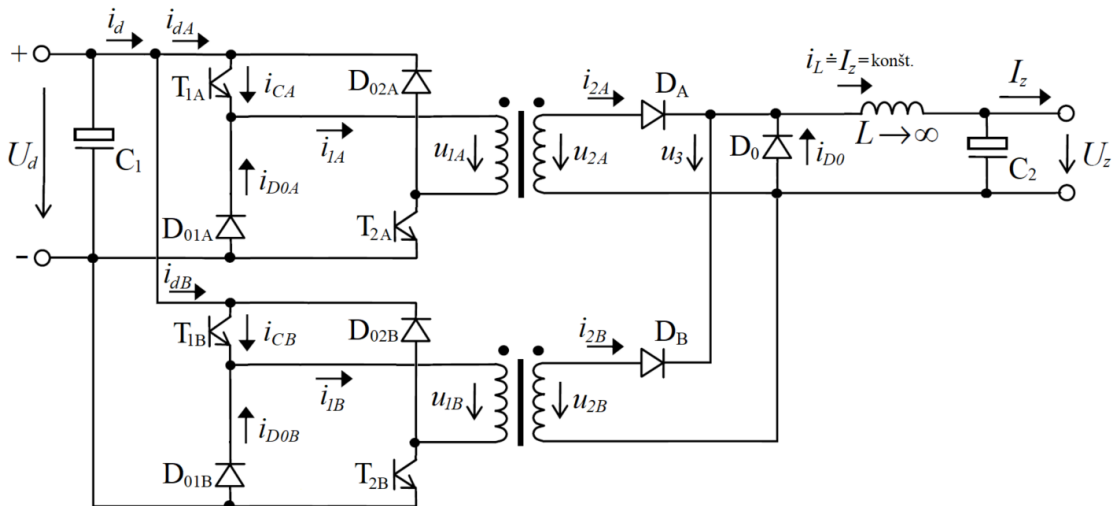 i_d i_dA
+
T_1A i_CA D_02A
i_2A D_A
i_L ≐ I_z = konšt. I_z
U_d C_1
i_1A u_1A u_2A u_3 D_0 i_D0 L→∞ C_2 U_z
i_D0A
D_01A T_2A
-
i_dB
T_1B i_CB D_02B
i_2B D_B
i_1B u_1B u_2B
i_D0B
D_01B T_2B